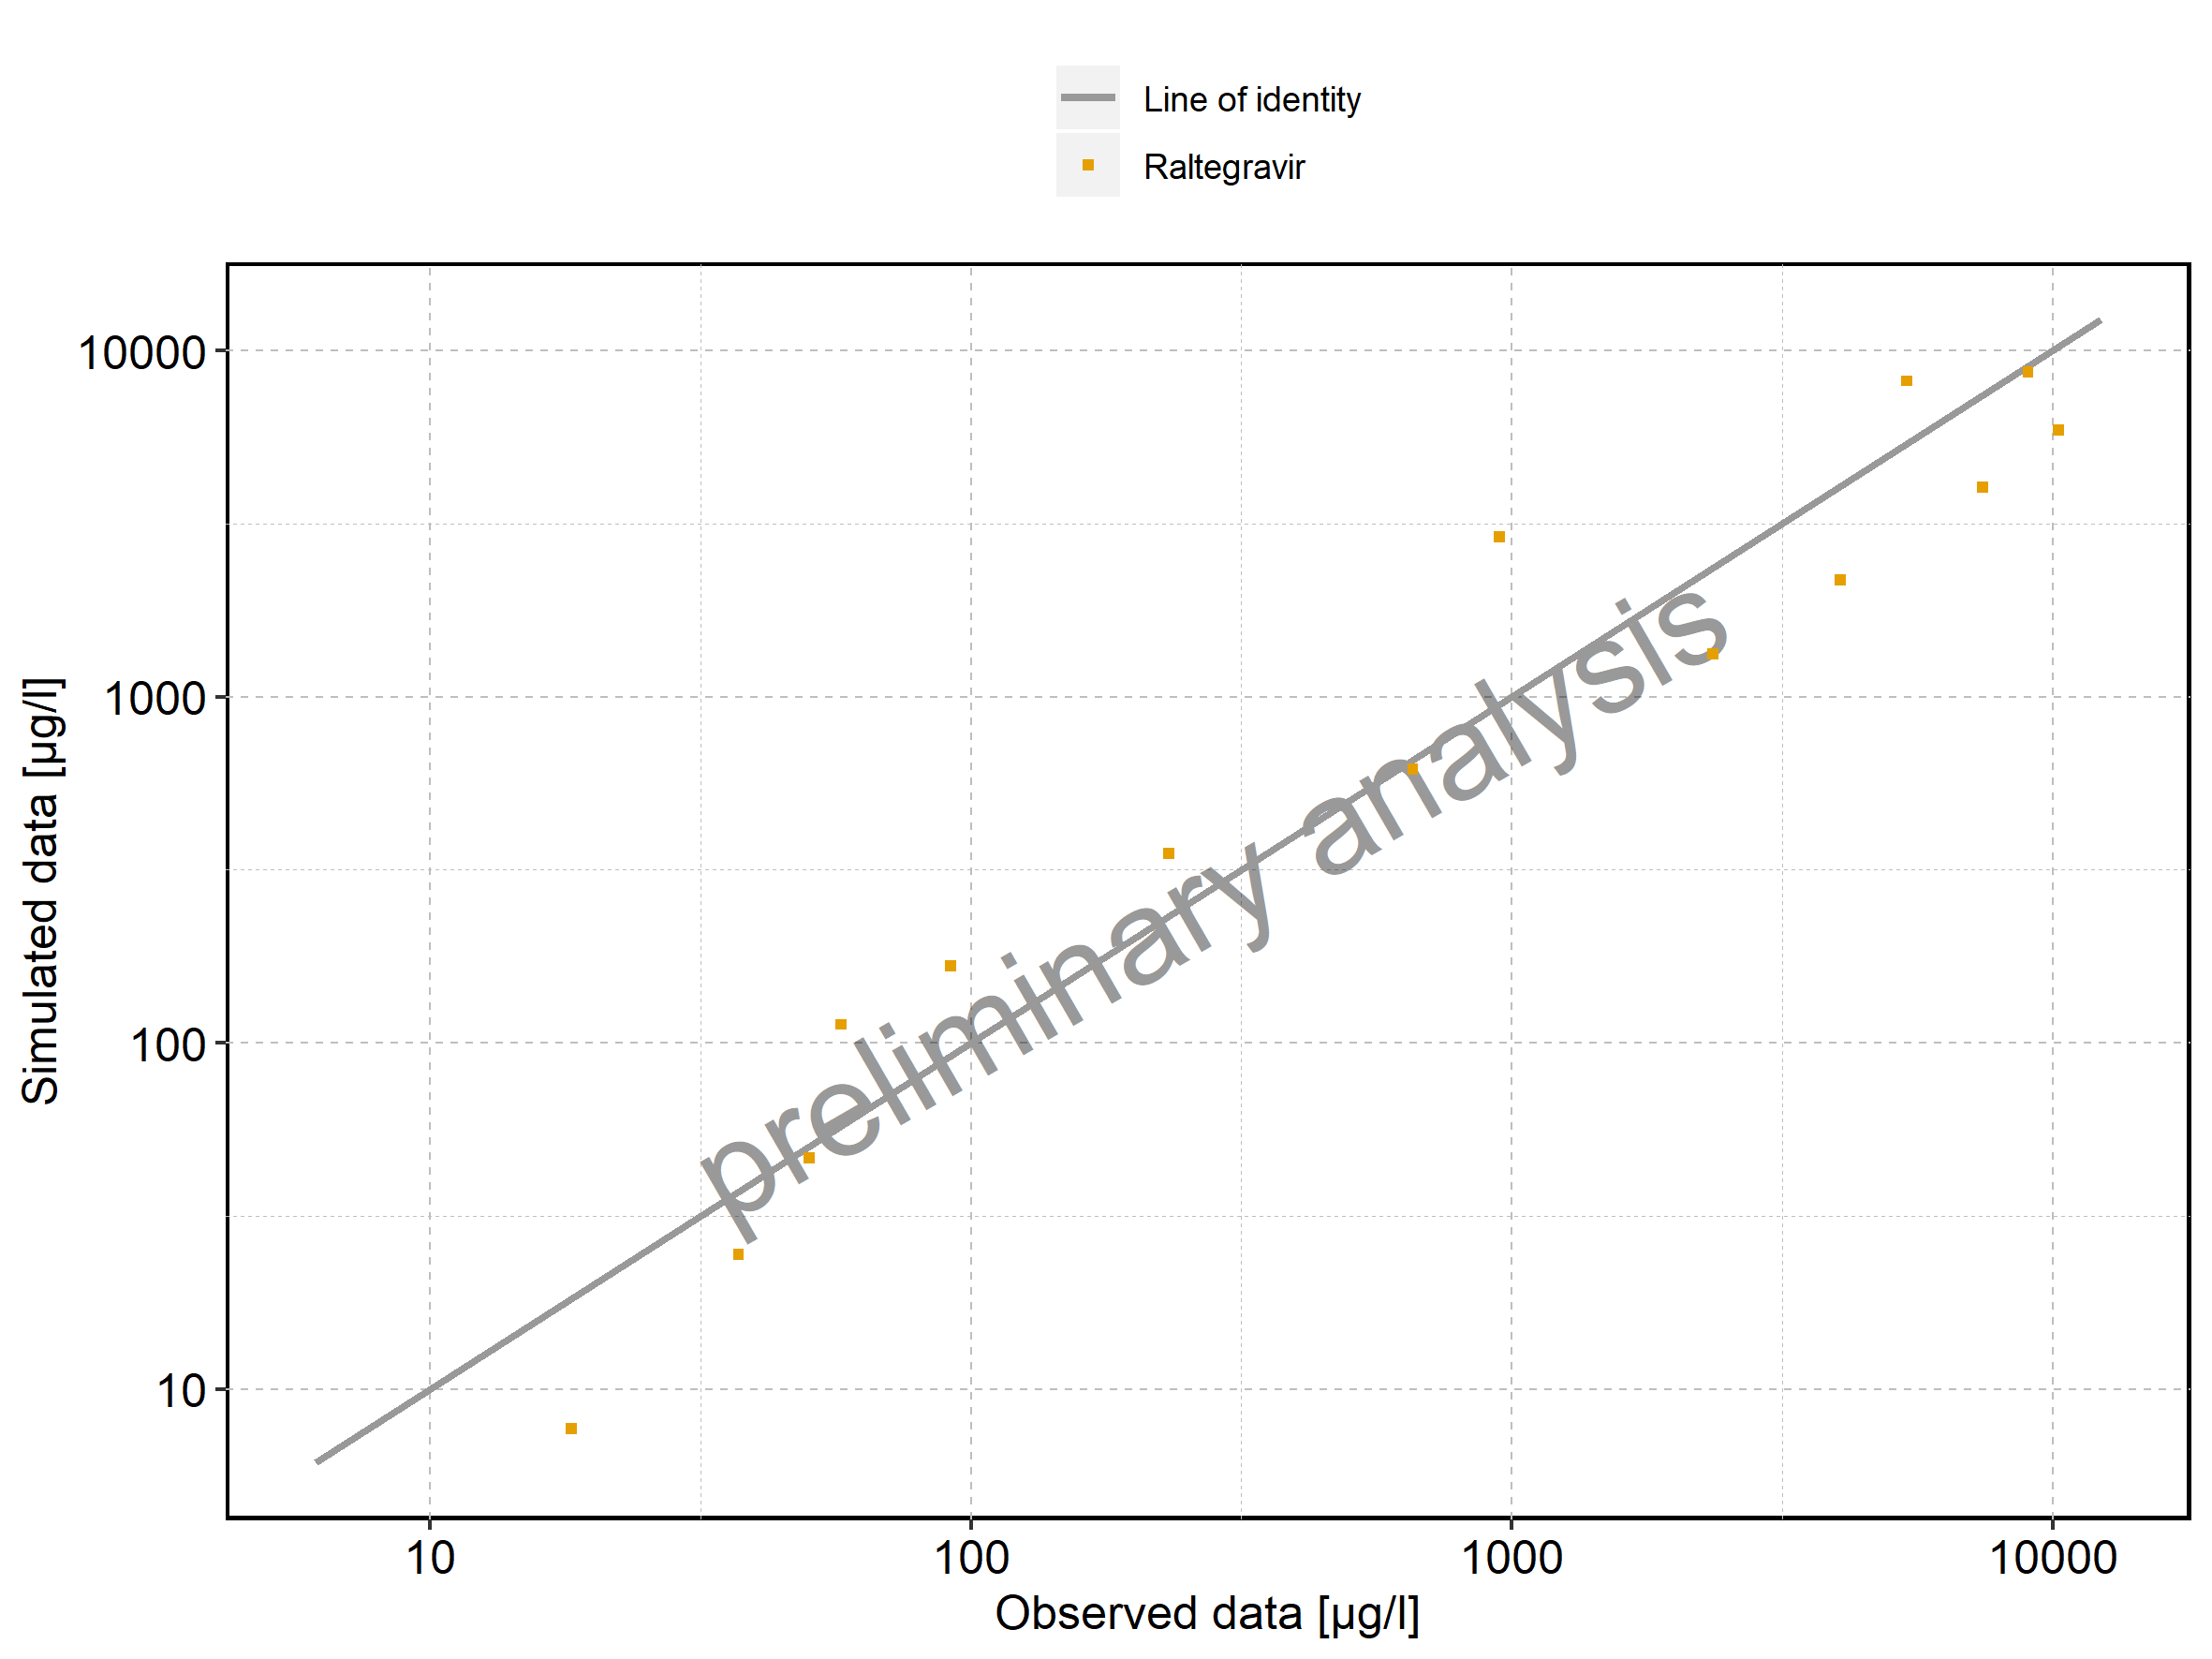 Line of identity
Raltegravir
10000
1000
100
10
Simulated data [µg/l]
preliminary analysis
10 100 1000 10000
Observed data [µg/l]